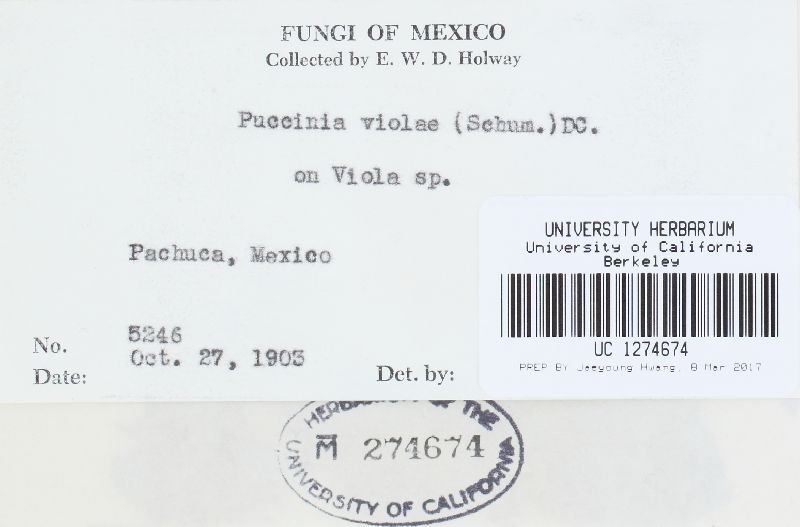 FUNGI OF MEXICO
Collected by E. W. D. Holway
Puccinia violae (Schum.) DC.
on Viola sp.
Pachuca, Mexico
No. 5246
Date: Oct. 27, 1903
Det. by:
UNIVERSITY HERBARIUM
University of California
Berkeley
UC 1274674
PREP BY Jaeyoung Hwang, 8 Mar 2017
HERBARIUM OF THE
M 274674
UNIVERSITY OF CALIFORNIA